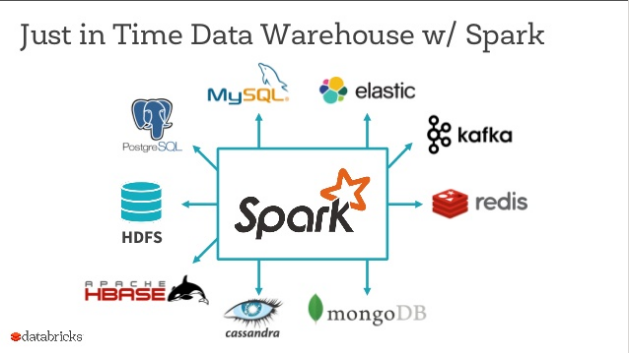 Just in Time Data Warehouse w/ Spark
MySQL
elastic
PostgreSQL
kafka
Spark
redis
HDFS
APACHE
HBASE
cassandra
mongoDB
databricks